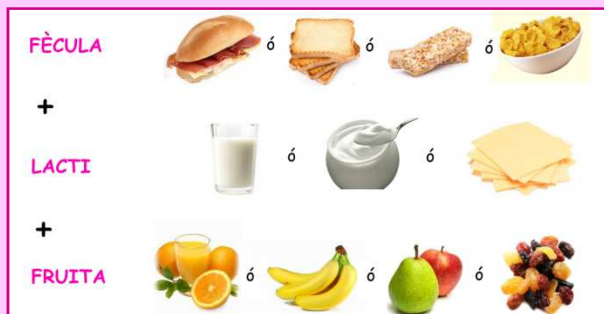 FÈCULA ó ó ó
+
LACTI ó ó
+
FRUITA ó ó ó